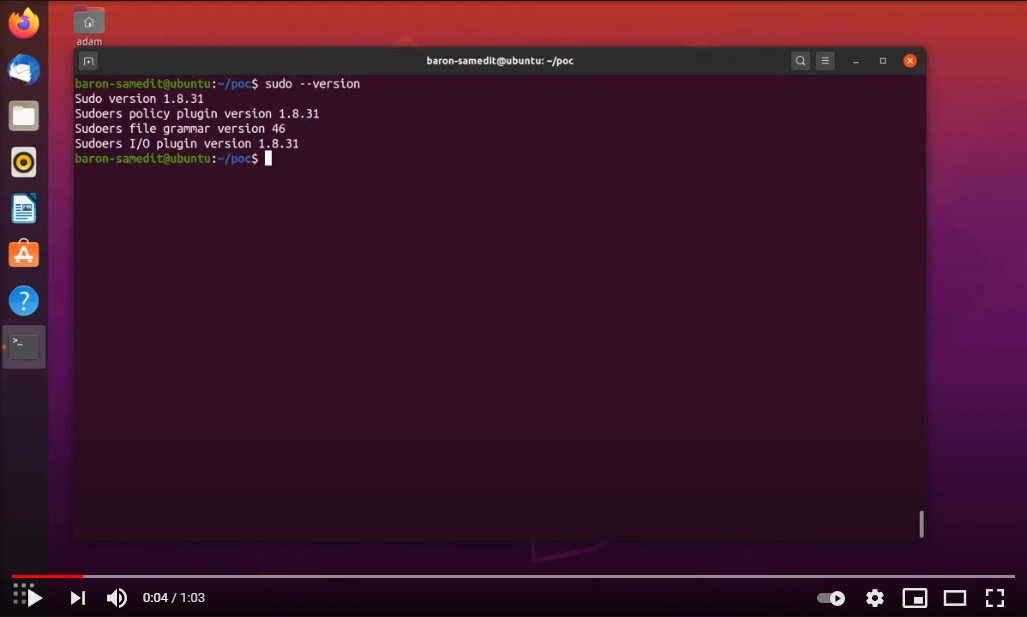 adam
baron-samedit@ubuntu: ~/poc
baron-samedit@ubuntu:~/poc$ sudo --version
Sudo version 1.8.31
Sudoers policy plugin version 1.8.31
Sudoers file grammar version 46
Sudoers I/O plugin version 1.8.31
baron-samedit@ubuntu:~/poc$
0:04 / 1:03